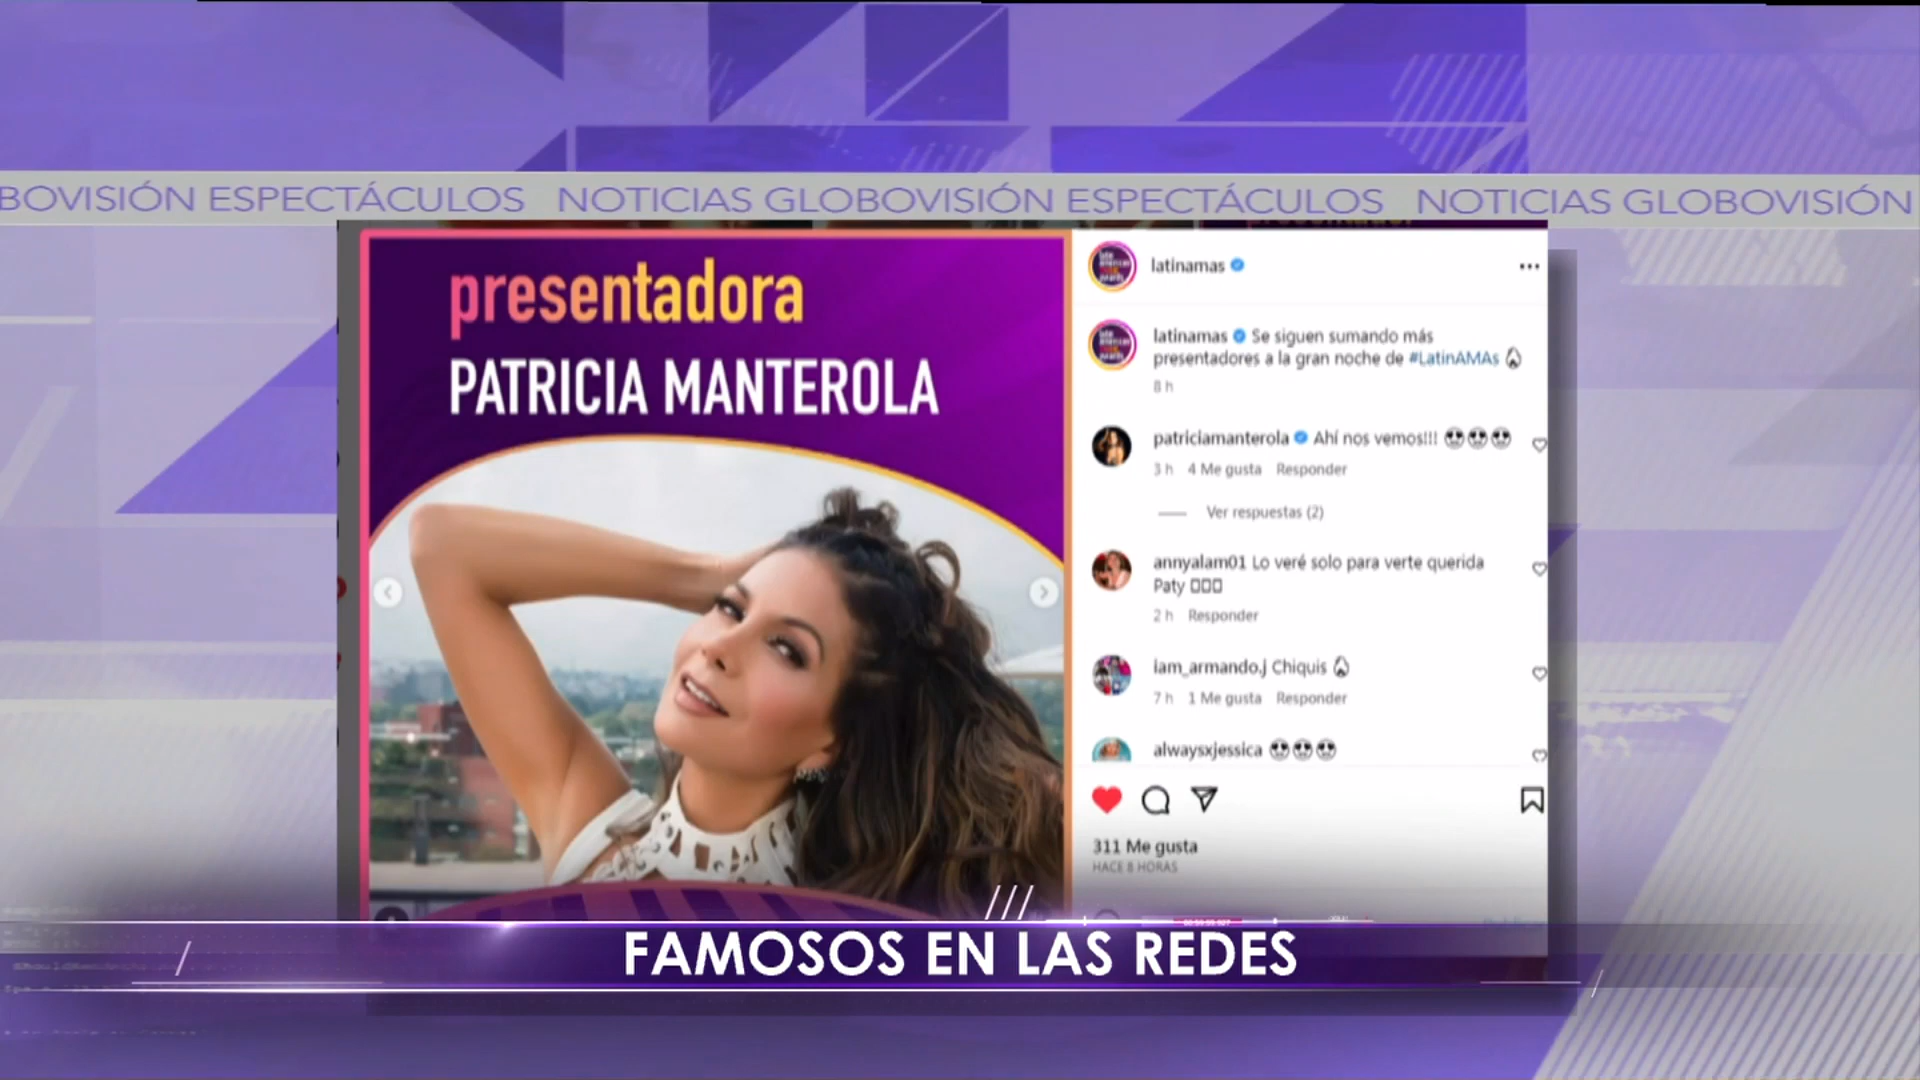 BOVISIÓN ESPECTÁCULOS NOTICIAS GLOBOVISIÓN ESPECTÁCULOS NOTICIAS GLOBOVISIÓN
presentadora
PATRICIA MANTEROLA
latinamas
latinamas Se siguen sumando más
presentadores a la gran noche de #LatinAMAs
8 h
patriciamanterola Ahí nos vemos!!!
3 h 4 Me gusta Responder
Ver respuestas (2)
annyalam01 Lo veré solo para verte querida
Paty
2 h Responder
iam_armando.j Chiquis
7 h 1 Me gusta Responder
alwaysxjessica
311 Me gusta
HACE 8 HORAS
FAMOSOS EN LAS REDES